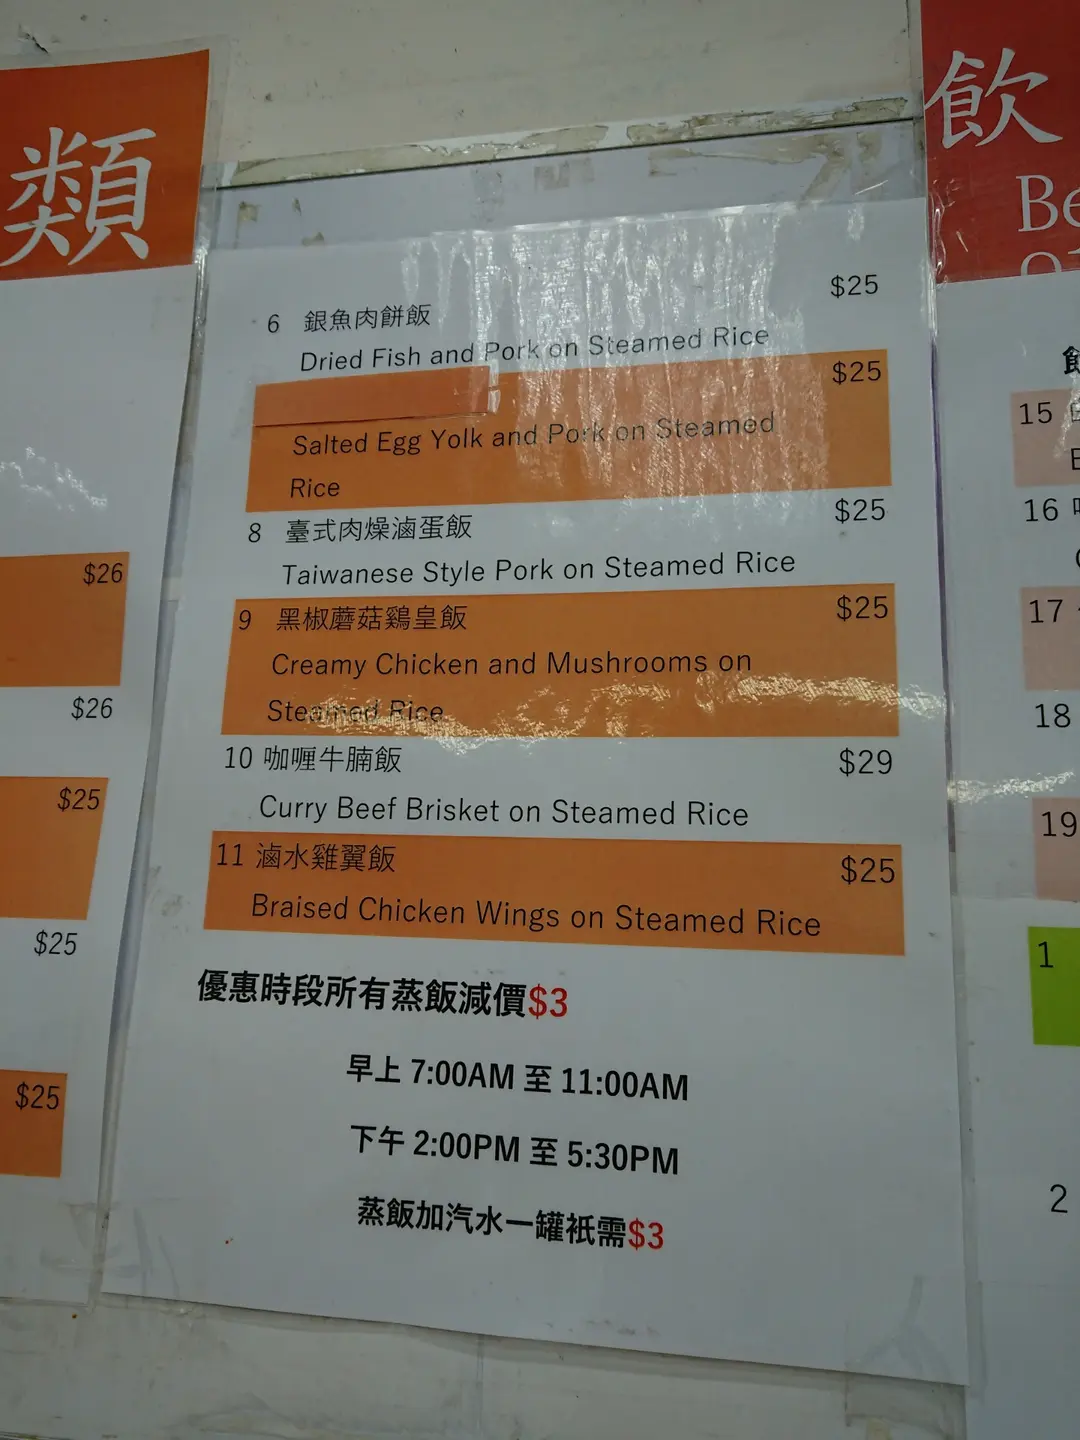 類
$26
$26
$25
$25
$25
6 銀魚肉餅飯 $25
Dried Fish and Pork on Steamed Rice
$25
Salted Egg Yolk and Pork on Steamed
Rice
8 臺式肉燥滷蛋飯 $25
Taiwanese Style Pork on Steamed Rice
9 黑椒蘑菇鷄皇飯 $25
Creamy Chicken and Mushrooms on
Steamed Rice
10 咖喱牛腩飯 $29
Curry Beef Brisket on Steamed Rice
11 滷水雞翼飯 $25
Braised Chicken Wings on Steamed Rice
優惠時段所有蒸飯減價$3
早上 7:00AM 至 11:00AM
下午 2:00PM 至 5:30PM
蒸飯加汽水一罐衹需$3
飲
Be
15
16
17
18
19
1
2